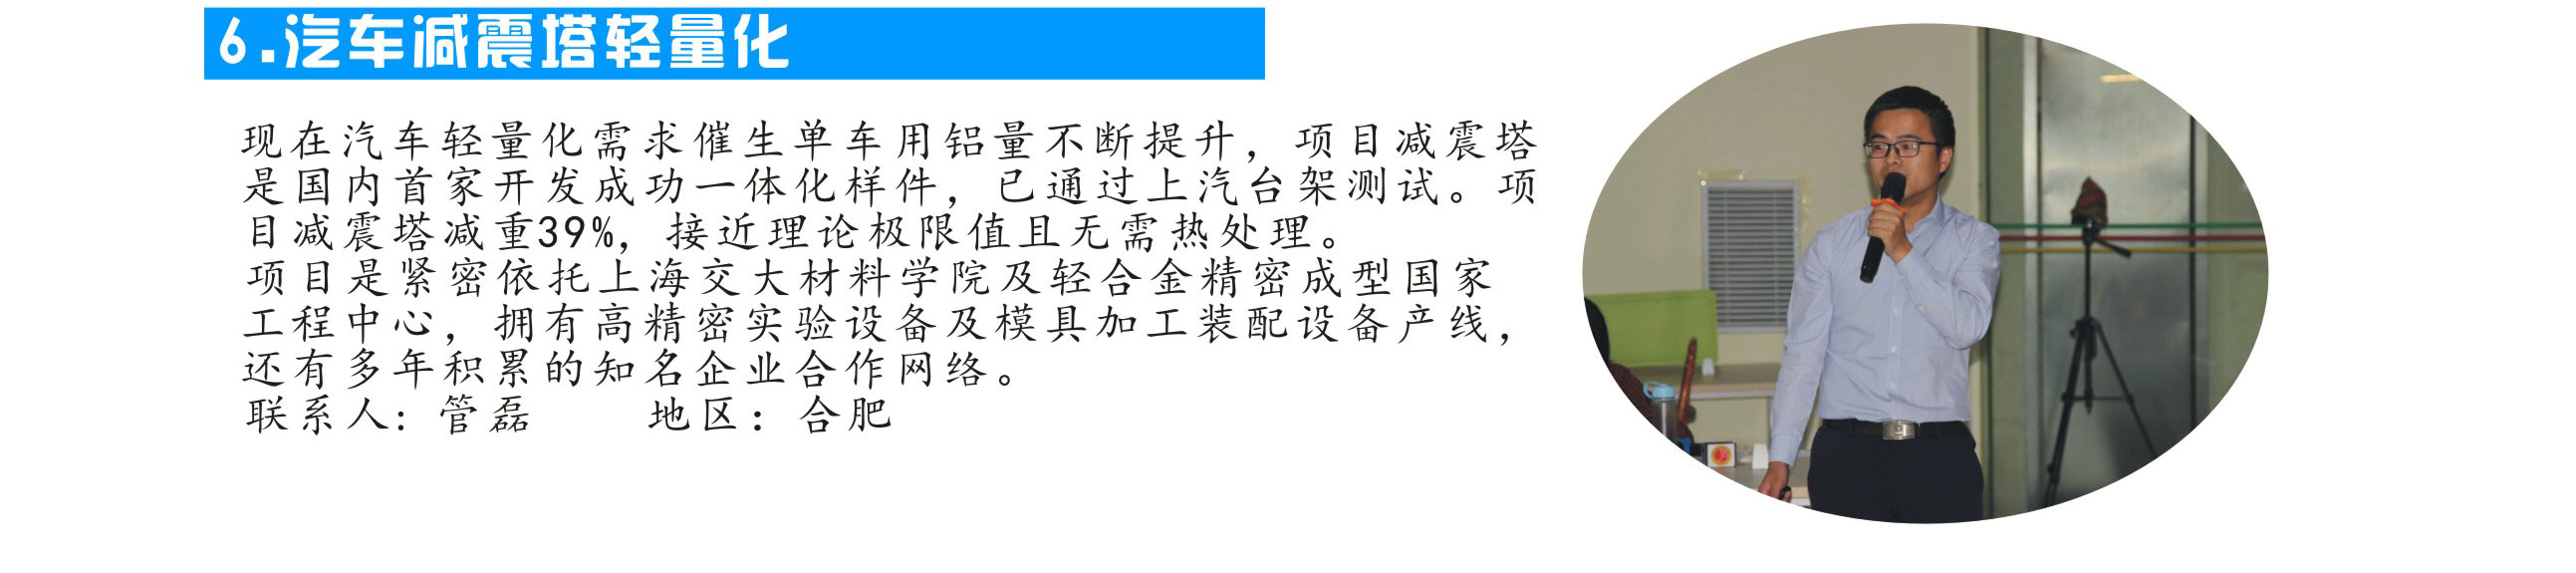 6.汽车减震塔轻量化
现在汽车轻量化需求催生单车用铝量不断提升，项目减震塔
是国内首家开发成功一体化样件，已通过上汽台架测试。项
目减震塔减重39%，接近理论极限值且无需热处理。
项目是紧密依托上海交大材料学院及轻合金精密成型国家
工程中心，拥有高精密实验设备及模具加工装配设备产线，
还有多年积累的知名企业合作网络。
联系人：管磊 地区：合肥